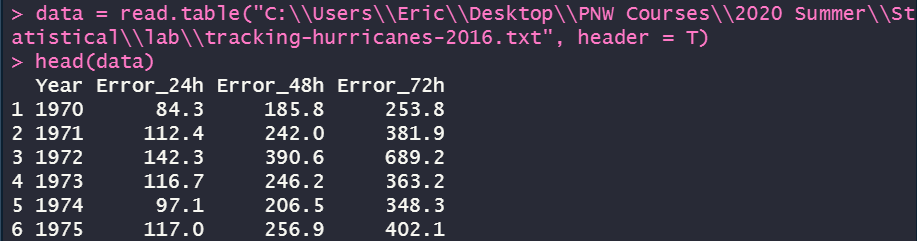 > data = read.table("C:\\Users\\Eric\\Desktop\\PNW Courses\\2020 Summer\\St
atistical\\lab\\tracking-hurricanes-2016.txt", header = T)
> head(data)
  Year Error_24h Error_48h Error_72h
1 1970      84.3     185.8     253.8
2 1971     112.4     242.0     381.9
3 1972     142.3     390.6     689.2
4 1973     116.7     246.2     363.2
5 1974      97.1     206.5     348.3
6 1975     117.0     256.9     402.1